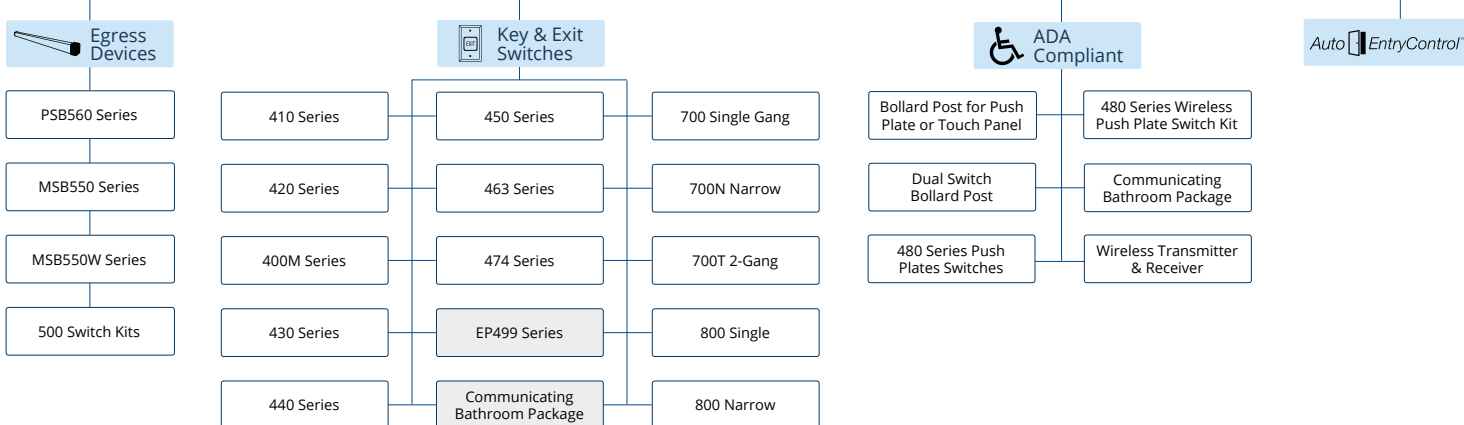 Egress
Devices
PSB560 Series
MSB550 Series
MSB550W Series
500 Switch Kits
EXIT
Key & Exit
Switches
410 Series
450 Series
700 Single Gang
420 Series
463 Series
700N Narrow
400M Series
474 Series
700T 2-Gang
430 Series
EP499 Series
800 Single
440 Series
Communicating
Bathroom Package
800 Narrow
ADA
Compliant
Bollard Post for Push
Plate or Touch Panel
480 Series Wireless
Push Plate Switch Kit
Dual Switch
Bollard Post
Communicating
Bathroom Package
480 Series Push
Plates Switches
Wireless Transmitter
& Receiver
Auto EntryControl™